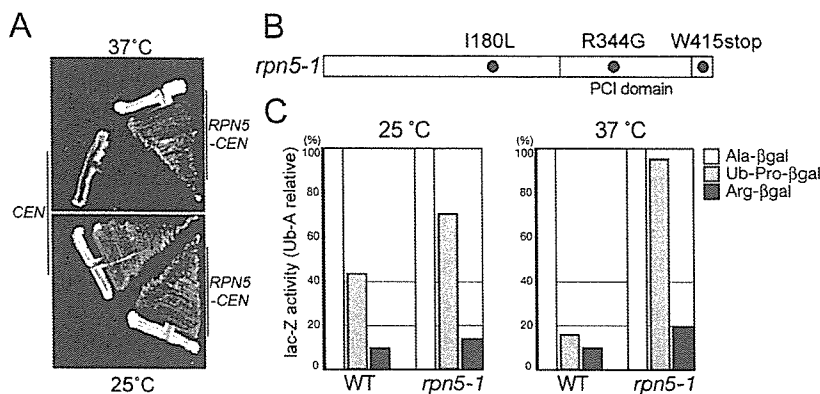 A
37°C
RPN5
-CEN
CEN
RPN5
-CEN
25°C
B
I180L R344G W415stop
rpn5-1
PCI domain
C
25 °C 37 °C
(%) (%)
100 100
80 80
60 60
40 40
20 20
0 0
lac-Z activity (Ub-A relative)
WT rpn5-1 WT rpn5-1
Ala-βgal
Ub-Pro-βgal
Arg-βgal